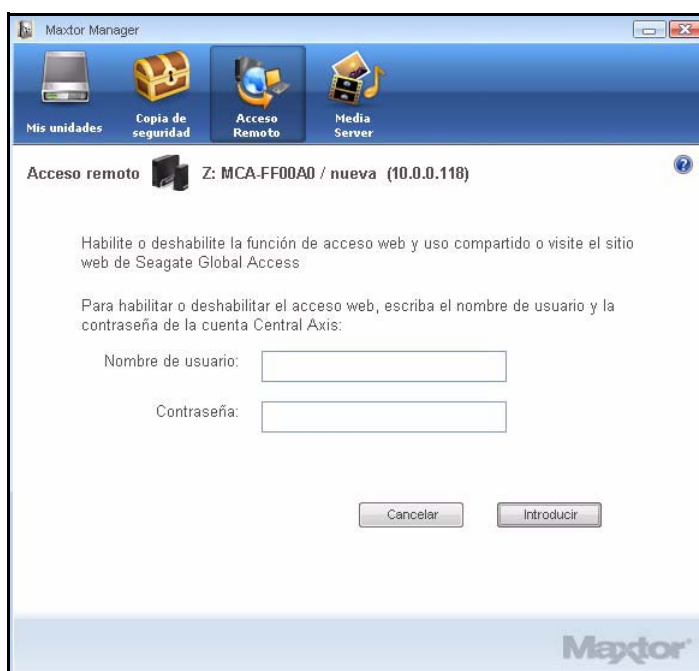 Maxtor Manager
Mis unidades
Copia de
seguridad
Acceso
Remoto
Media
Server
Acceso remoto Z: MCA-FF00A0 / nueva (10.0.0.118)
Habilite o deshabilite la función de acceso web y uso compartido o visite el sitio
web de Seagate Global Access
Para habilitar o deshabilitar el acceso web, escriba el nombre de usuario y la
contraseña de la cuenta Central Axis:
Nombre de usuario:
Contraseña:
Cancelar Introducir
Maxtor